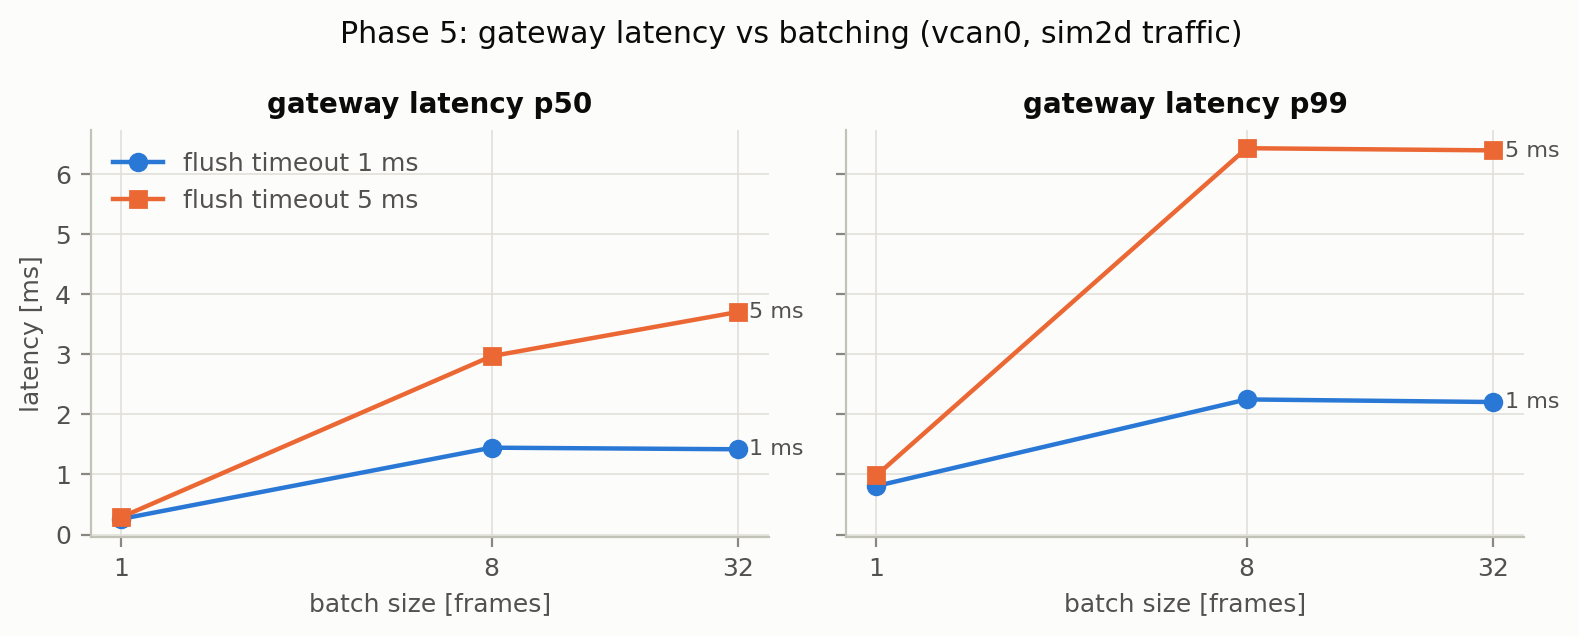 Phase 5: gateway latency vs batching (vcan0, sim2d traffic)
gateway latency p50
flush timeout 1 ms
flush timeout 5 ms
latency [ms]
6
5
4
3
2
1
0
5 ms
1 ms
1
8
32
batch size [frames]
gateway latency p99
5 ms
1 ms
1
8
32
batch size [frames]